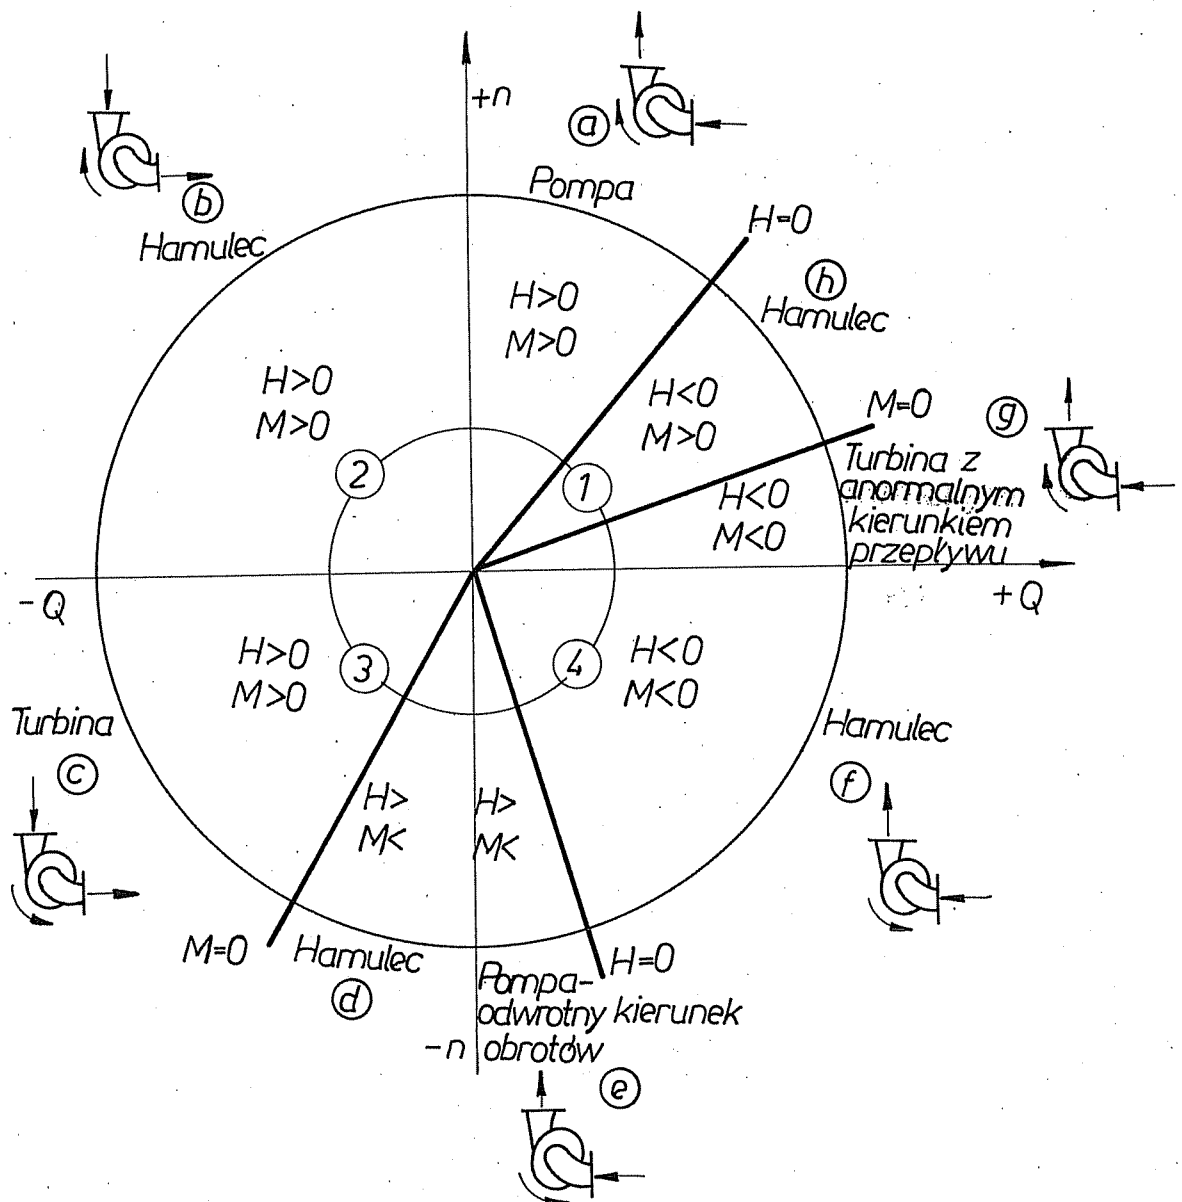 +n
a
Pompa
b
Hamulec
H=0
h
Hamulec
H>0
M>0
H>0
M>0
H<0
M>0
M=0
g
Turbina z
anormalnym
kierunkiem
przepływu
H<0
M<0
2
1
-Q
+Q
3
4
H>0
M>0
H<0
M<0
Turbina
c
Hamulec
f
H>
M<
H>
M<
M=0
Hamulec
d
H=0
Pompa-
odwrotny kierunek
obrotów
-n
e